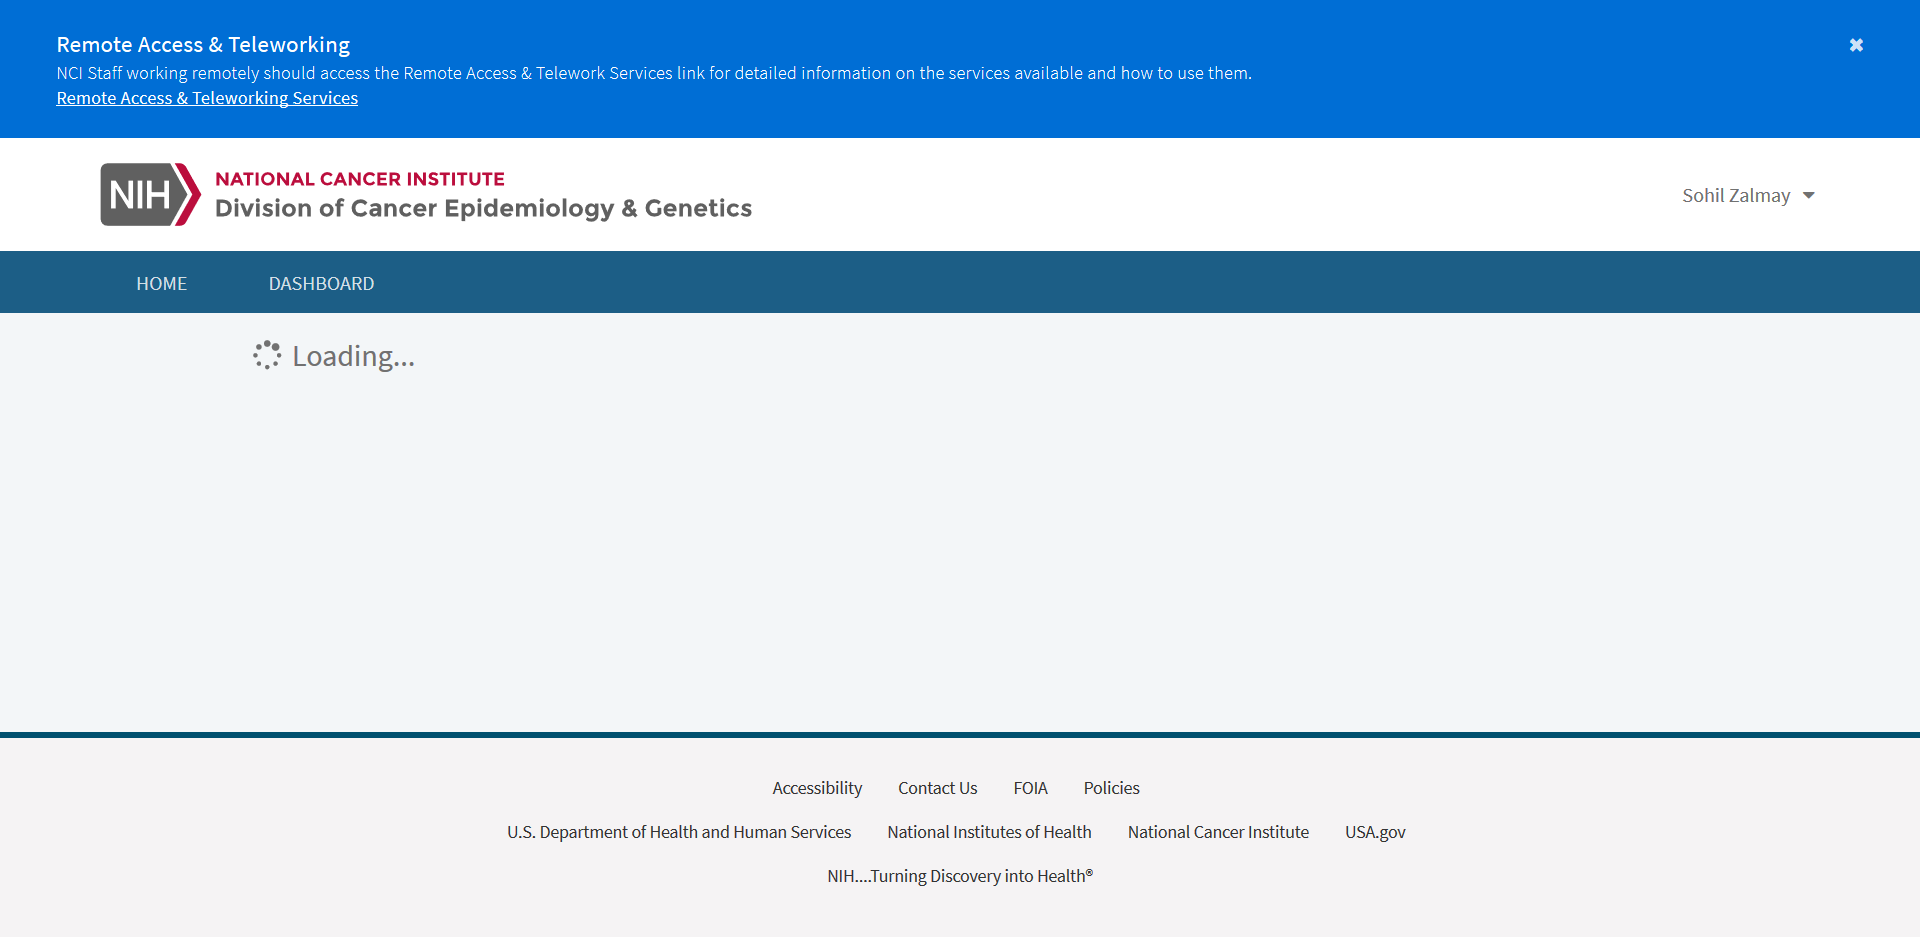 Remote Access & Teleworking
NCI Staff working remotely should access the Remote Access & Telework Services link for detailed information on the services available and how to use them.
Remote Access & Teleworking Services
NIH
NATIONAL CANCER INSTITUTE
Division of Cancer Epidemiology & Genetics
Sohil Zalmay
HOME DASHBOARD
Loading...
Accessibility Contact Us FOIA Policies
U.S. Department of Health and Human Services National Institutes of Health National Cancer Institute USA.gov
NIH....Turning Discovery into Health®